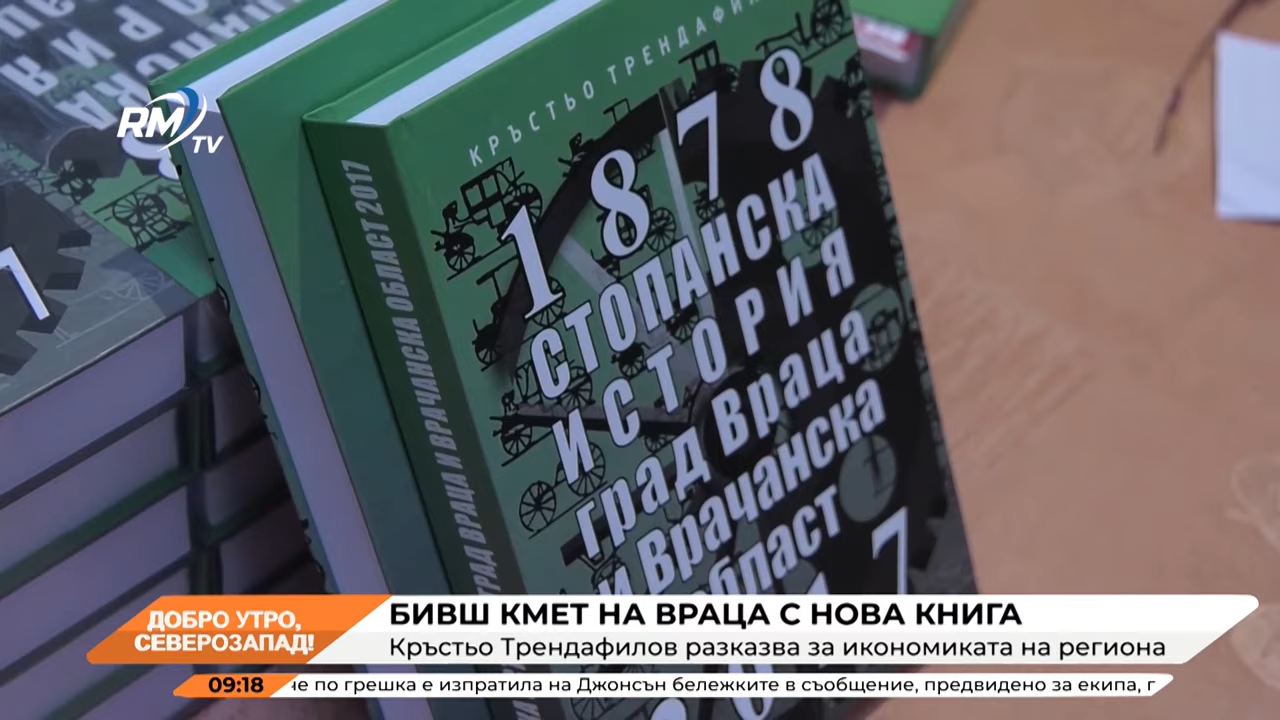 RM TV
КРЪСТЬО ТРЕНДАФИ
1878
СТОПАНСКА
ИСТОРИЯ
град Враца
и Врачанска
област
ГРАД ВРАЦА И ВРАЧАНСКА ОБЛАСТ 2017
ДОБРО УТРО,
СЕВЕРОЗАПАД!
БИВШ КМЕТ НА ВРАЦА С НОВА КНИГА
Кръстьо Трендафилов разказва за икономиката на региона
09:18
че по грешка е изпратила на Джонсън бележките в съобщение, предвидено за екипа, г